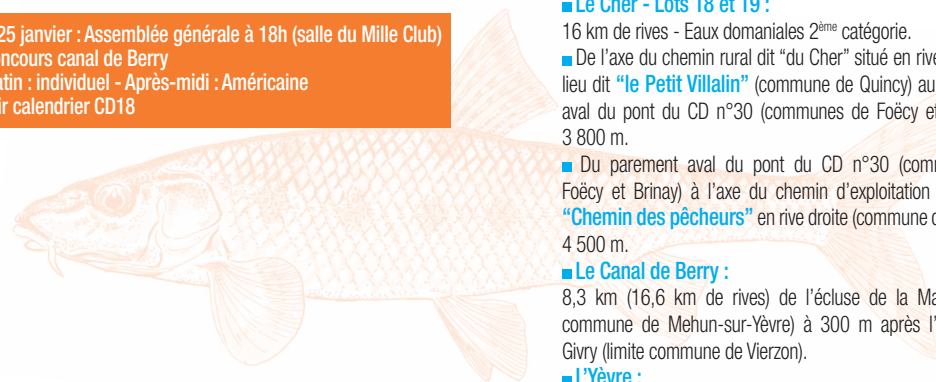 25 janvier : Assemblée générale à 18h (salle du Mille Club)
oncours canal de Berry
atin : individuel - Après-midi : Américaine
ir calendrier CD18
■ Le Cher - Lots 18 et 19 :
16 km de rives - Eaux domaniales 2ème catégorie.
■ De l’axe du chemin rural dit “du Cher” situé en rive
lieu dit “le Petit Villalin” (commune de Quincy) au
aval du pont du CD n°30 (communes de Foëcy et
3 800 m.
■ Du parement aval du pont du CD n°30 (com
Foëcy et Brinay) à l’axe du chemin d’exploitation
“Chemin des pêcheurs” en rive droite (commune d
4 500 m.
■ Le Canal de Berry :
8,3 km (16,6 km de rives) de l’écluse de la Ma
commune de Mehun-sur-Yèvre) à 300 m après l’
Givry (limite commune de Vierzon).
■ L’Yèvre :